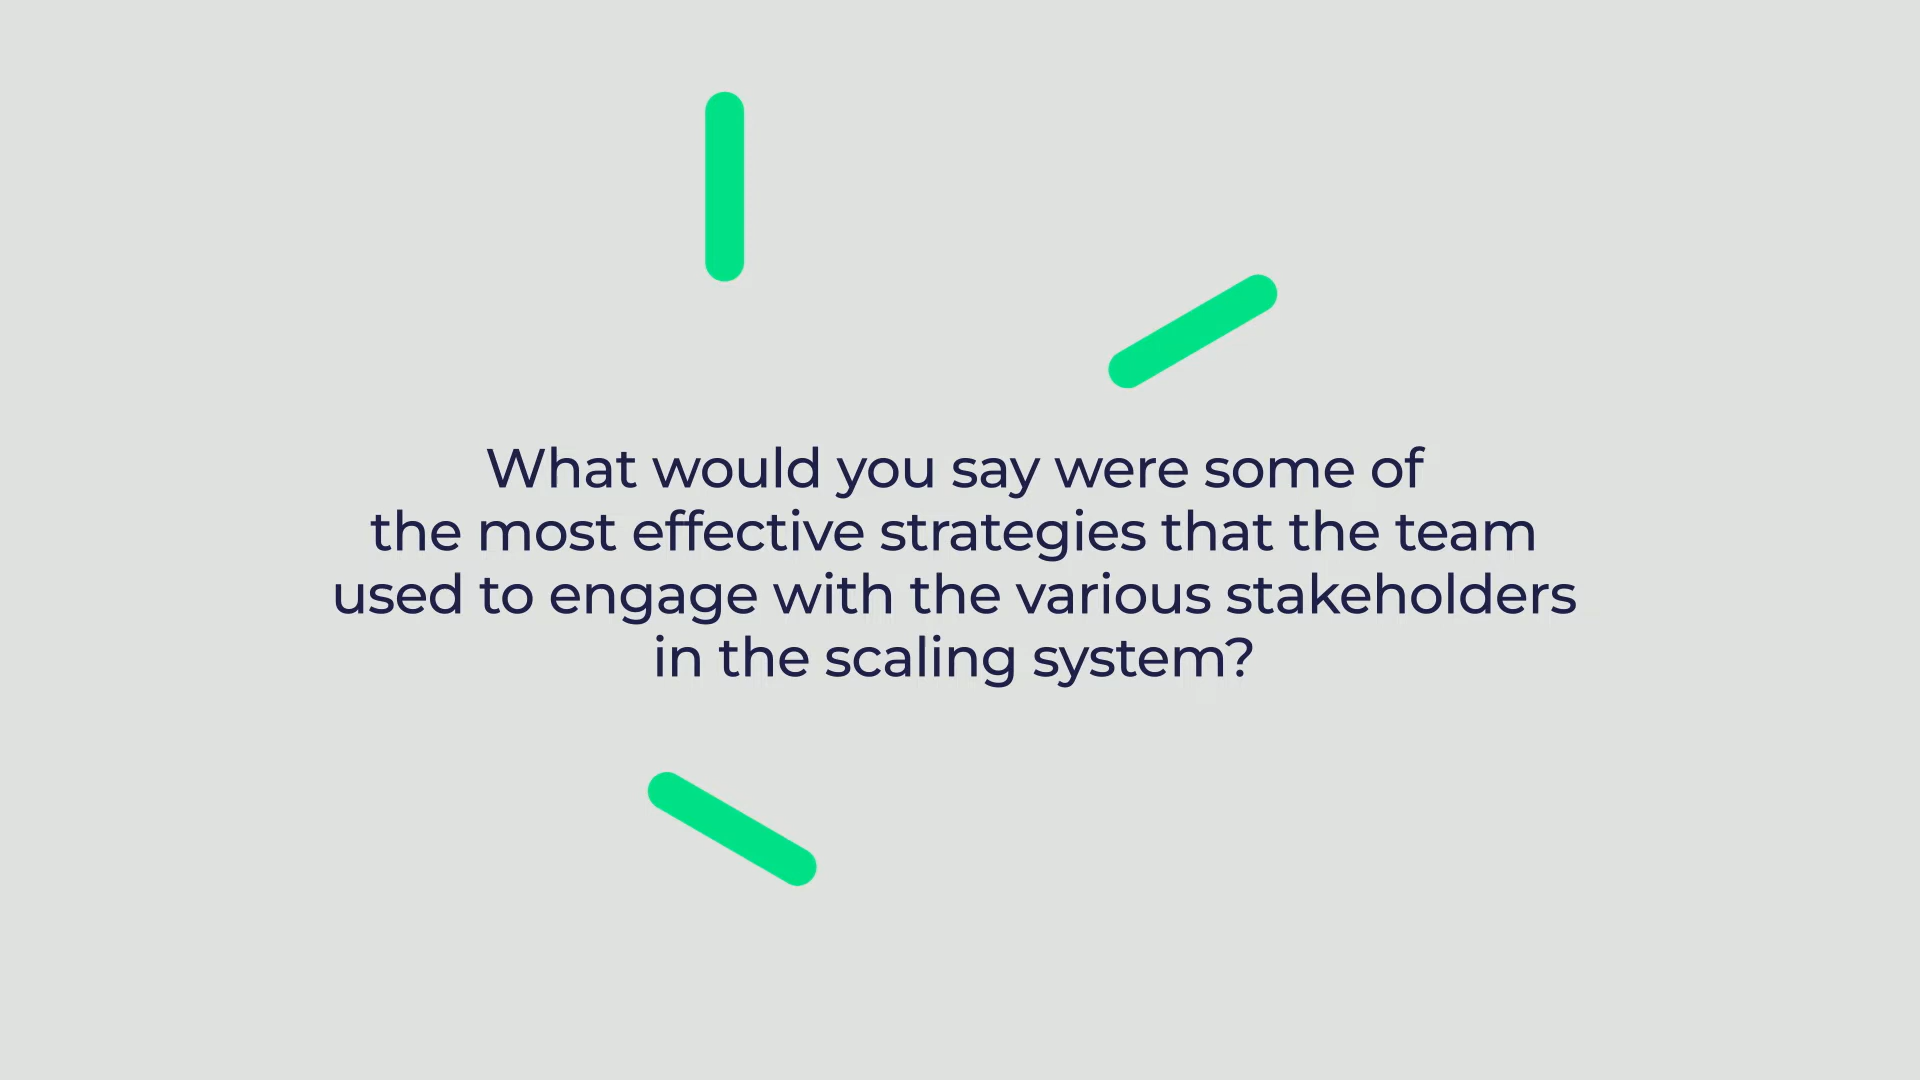 What would you say were some of
the most effective strategies that the team
used to engage with the various stakeholders
in the scaling system?